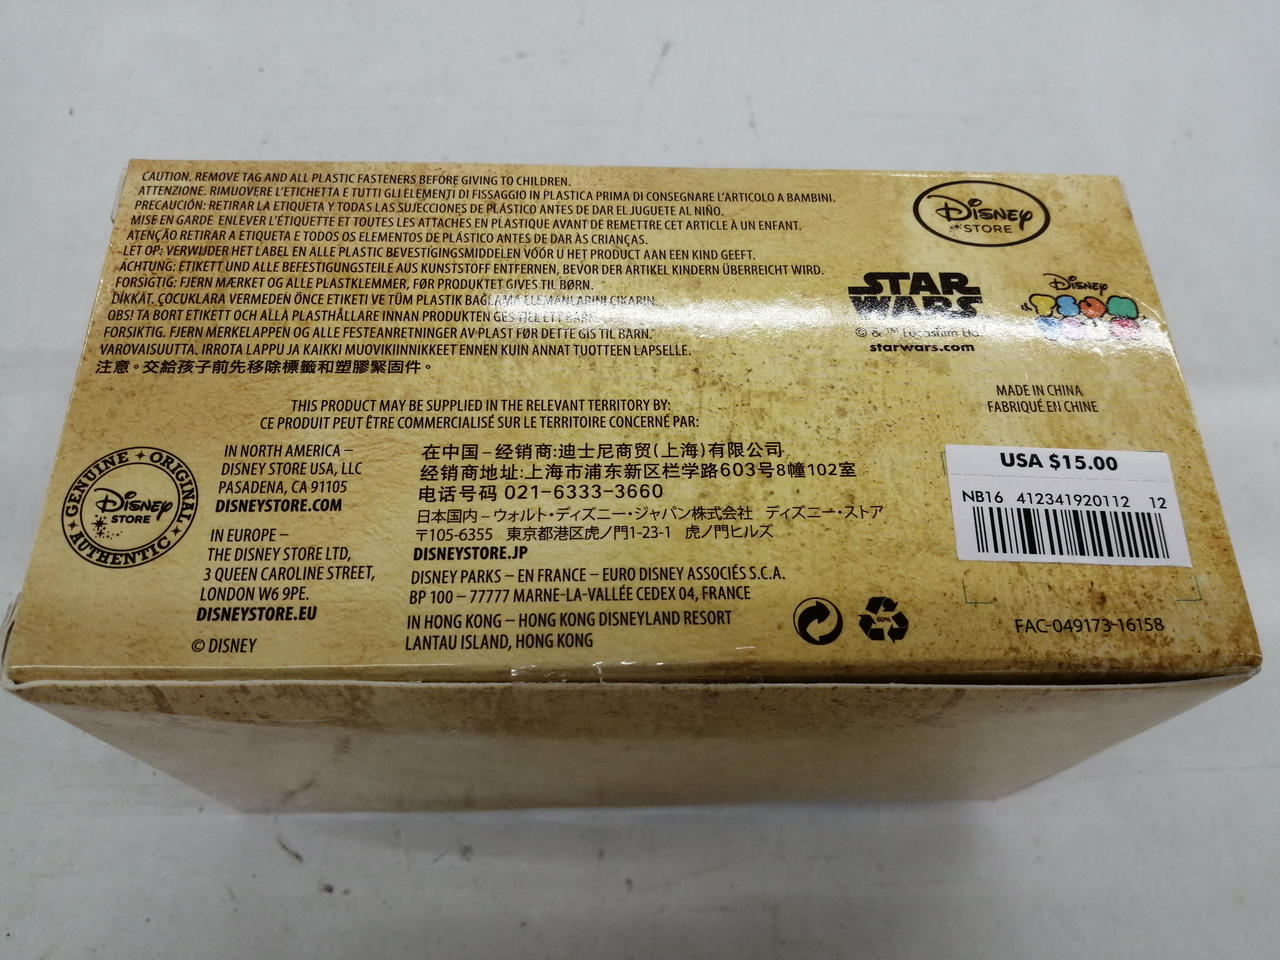 CAUTION. REMOVE TAG AND ALL PLASTIC FASTENERS BEFORE GIVING TO CHILDREN.
ATTENZIONE. RIMUOVERE L'ETICHETTA E TUTTI GLI ELEMENTI DI FISSAGGIO IN PLASTICA PRIMA DI CONSEGNARE L'ARTICOLO A BAMBINI.
PRECAUCIÓN: RETIRAR LA ETIQUETA Y TODAS LAS SUJECCIONES DE PLÁSTICO ANTES DE DAR EL JUGUETE AL NIÑO.
MISE EN GARDE ENLEVER L'ÉTIQUETTE ET TOUTES LES ATTACHES EN PLASTIQUE AVANT DE REMETTRE CET ARTICLE À UN ENFANT.
ATENÇÃO RETIRAR A ETIQUETA E TODOS OS ELEMENTOS DE PLÁSTICO ANTES DE DAR ÀS CRIANÇAS.
LET OP: VERWIJDER HET LABEL EN ALLE PLASTIC BEVESTIGINGSMIDDELEN VÓÓR U HET PRODUCT AAN EEN KIND GEEFT.
ACHTUNG: ETIKETT UND ALLE BEFESTIGUNGSTEILE AUS KUNSTSTOFF ENTFERNEN, BEVOR DER ARTIKEL KINDERN ÜBERREICHT WIRD.
FORSIGTIG: FJERN MÆRKET OG ALLE PLASTKLEMMER, FØR PRODUKTET GIVES TIL BØRN.
DİKKAT. ÇOCUKLARA VERMEDEN ÖNCE ETIKETI VE TÜM PLASTIK BAĞLAMA ELEMANLARINI ÇIKARIN.
OBS! TA BORT ETIKETT OCH ALLA PLASTHÅLLARE INNAN PRODUKTEN GES TILL ETT BARN.
FORSIKTIG. FJERN MERKELAPPEN OG ALLE FESTEANRETNINGER AV PLAST FØR DETTE GIS TIL BARN.
VAROVAISUUTTA. IRROTA LAPPU JA KAIKKI MUOVIKIINNIKKEET ENNEN KUIN ANNAT TUOTTEEN LAPSELLE.
注意。交給孩子前先移除標籤和塑膠緊固件。
THIS PRODUCT MAY BE SUPPLIED IN THE RELEVANT TERRITORY BY:
CE PRODUIT PEUT ÊTRE COMMERCIALISÉ SUR LE TERRITOIRE CONCERNÉ PAR:
GENUINE ORIGINAL
Disney
STORE
AUTHENTIC
IN NORTH AMERICA –
DISNEY STORE USA, LLC
PASADENA, CA 91105
DISNEYSTORE.COM
IN EUROPE –
THE DISNEY STORE LTD,
3 QUEEN CAROLINE STREET,
LONDON W6 9PE.
DISNEYSTORE.EU
© DISNEY
在中国 – 经销商:迪士尼商贸(上海)有限公司
经销商地址:上海市浦东新区栏学路603号8幢102室
电话号码 021-6333-3660
日本国内 – ウォルト・ディズニー・ジャパン株式会社 ディズニー・ストア
〒105-6355 東京都港区虎ノ門1-23-1 虎ノ門ヒルズ
DISNEYSTORE.JP
DISNEY PARKS – EN FRANCE – EURO DISNEY ASSOCIÉS S.C.A.
BP 100 – 77777 MARNE-LA-VALLÉE CEDEX 04, FRANCE
IN HONG KONG – HONG KONG DISNEYLAND RESORT
LANTAU ISLAND, HONG KONG
Disney
STORE
STAR
WARS
© & ™ Lucasfilm Ltd.
starwars.com
Disney
MADE IN CHINA
FABRIQUÉ EN CHINE
USA $15.00
NB16 412341920112 12
60%
FAC-049173-16158